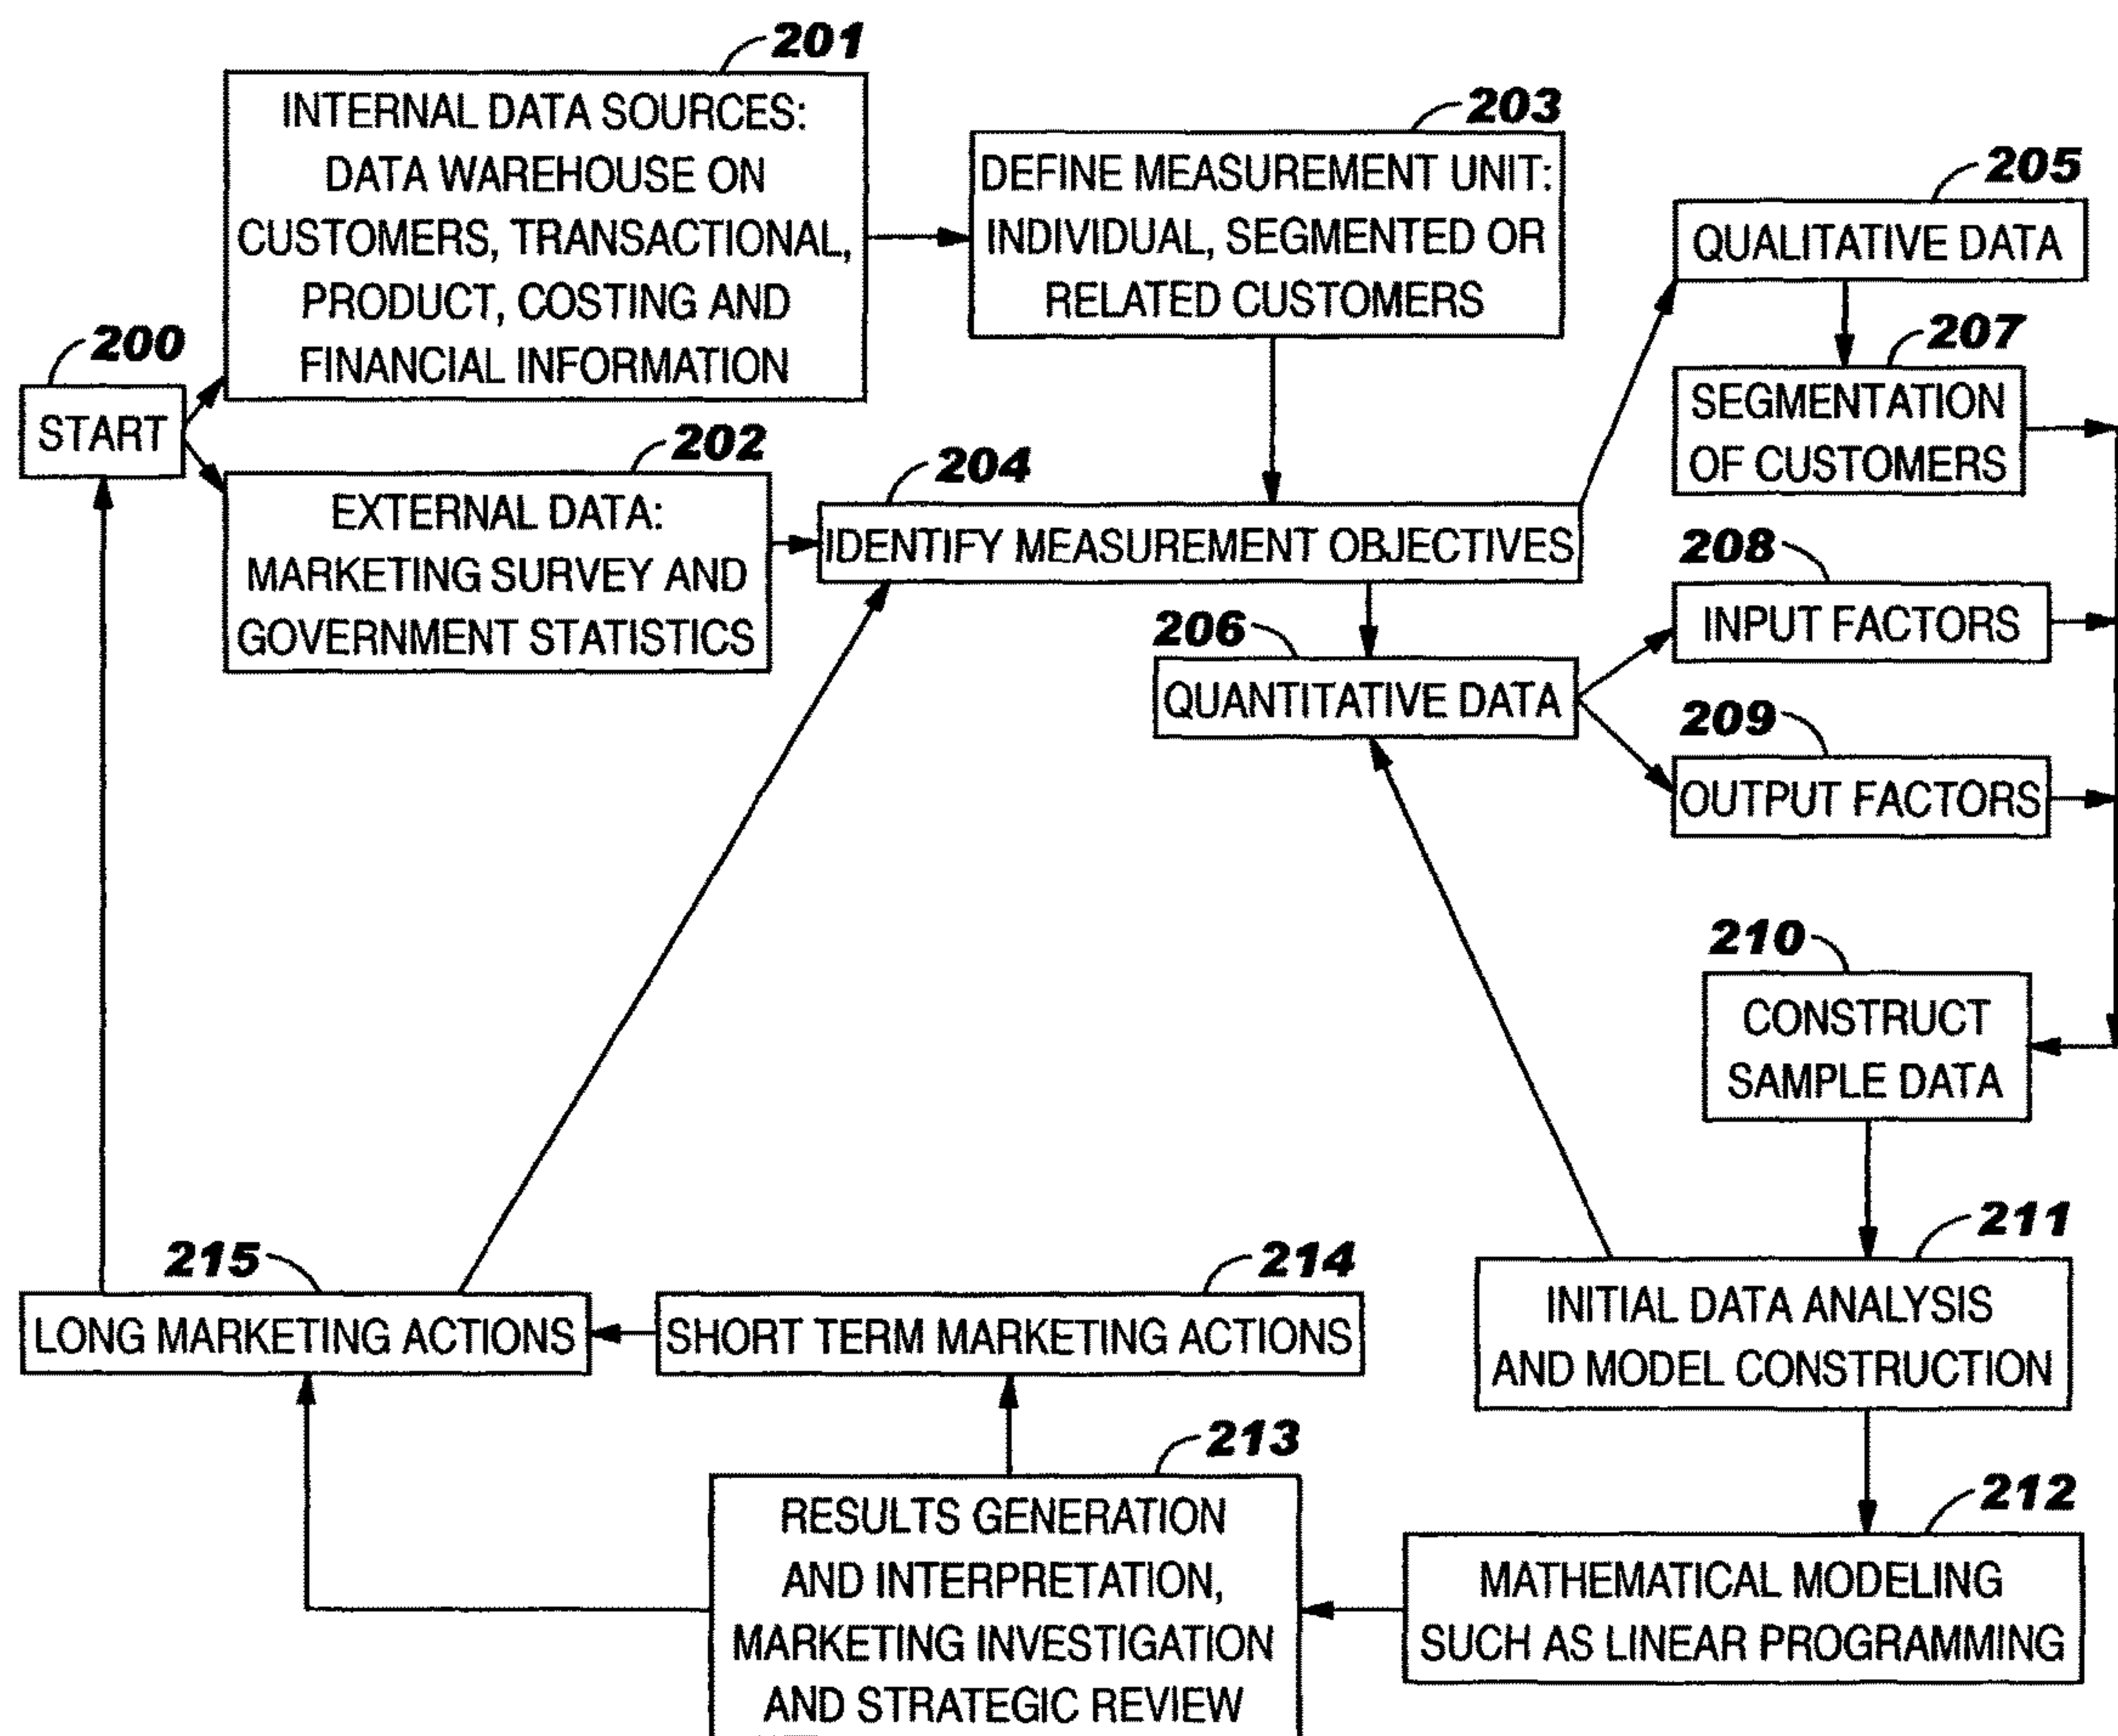 201
INTERNAL DATA SOURCES:
DATA WAREHOUSE ON
CUSTOMERS, TRANSACTIONAL,
PRODUCT, COSTING AND
FINANCIAL INFORMATION
203
DEFINE MEASUREMENT UNIT:
INDIVIDUAL, SEGMENTED OR
RELATED CUSTOMERS
205
QUALITATIVE DATA
200
START
207
SEGMENTATION
OF CUSTOMERS
202
EXTERNAL DATA:
MARKETING SURVEY AND
GOVERNMENT STATISTICS
204
IDENTIFY MEASUREMENT OBJECTIVES
208
INPUT FACTORS
206
QUANTITATIVE DATA
209
OUTPUT FACTORS
210
CONSTRUCT
SAMPLE DATA
211
INITIAL DATA ANALYSIS
AND MODEL CONSTRUCTION
215
LONG MARKETING ACTIONS
214
SHORT TERM MARKETING ACTIONS
213
RESULTS GENERATION
AND INTERPRETATION,
MARKETING INVESTIGATION
AND STRATEGIC REVIEW
212
MATHEMATICAL MODELING
SUCH AS LINEAR PROGRAMMING